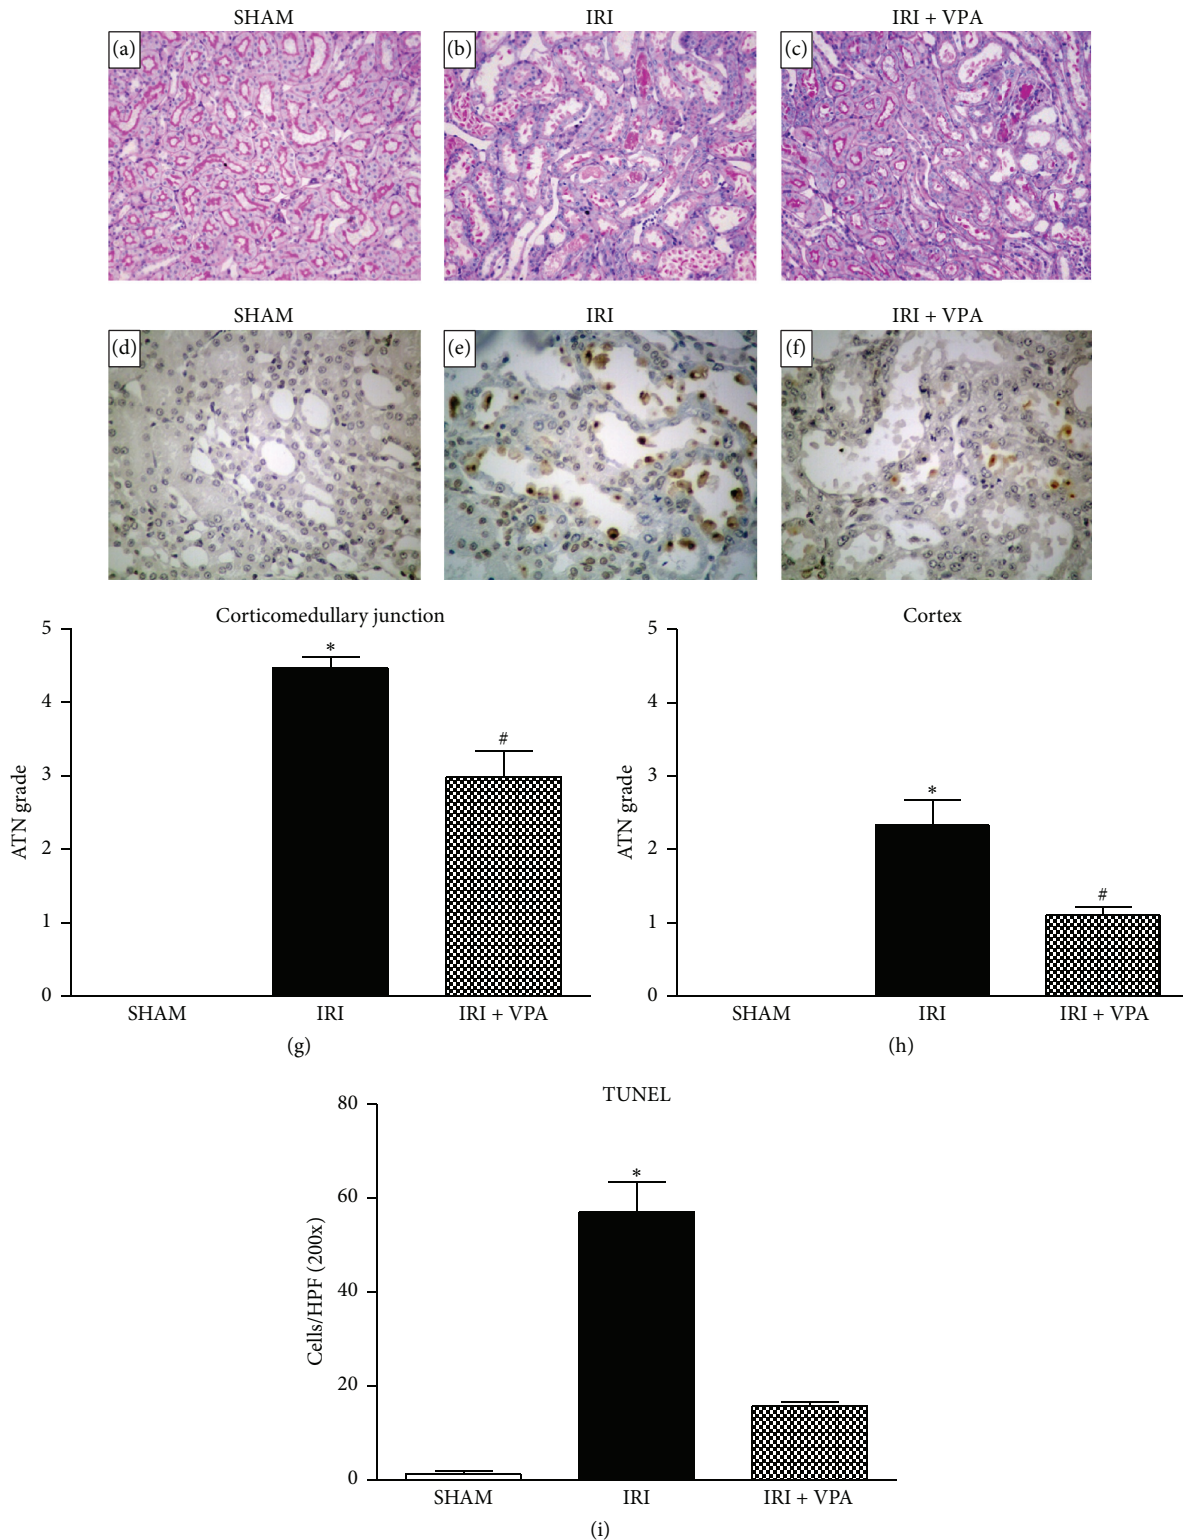 SHAM IRI IRI + VPA
(a) (b) (c)
SHAM IRI IRI + VPA
(d) (e) (f)
Corticomedullary junction
5
4
3
2
1
0
ATN grade
*
#
SHAM IRI IRI + VPA
(g)
Cortex
5
4
3
2
1
0
ATN grade
*
#
SHAM IRI IRI + VPA
(h)
TUNEL
80
60
40
20
0
Cells/HPF (200x)
*
SHAM IRI IRI + VPA
(i)